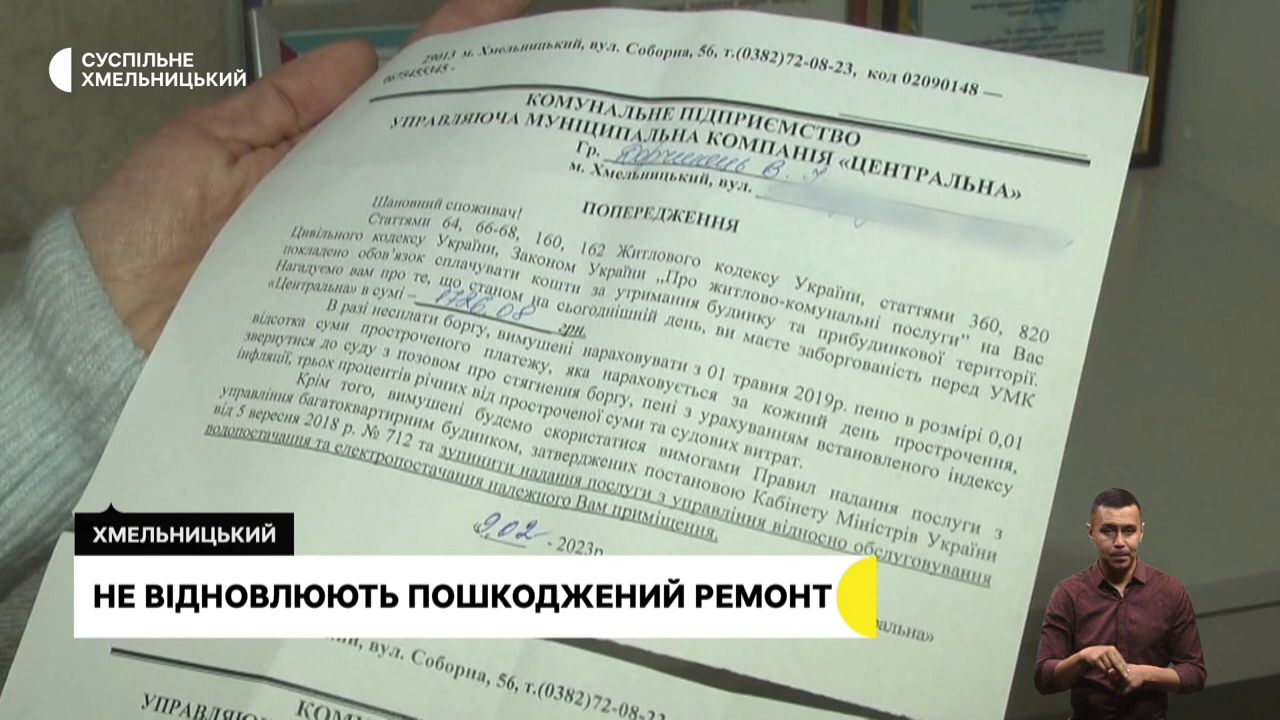 СУСПІЛЬНЕ
ХМЕЛЬНИЦЬКИЙ
29013 м. Хмельницький, вул. Соборна, 56, т.(0382)72-08-23, код 02090148
КОМУНАЛЬНЕ ПІДПРИЄМСТВО
УПРАВЛЯЮЧА МУНІЦИПАЛЬНА КОМПАНІЯ «ЦЕНТРАЛЬНА»
Гр. В.
м. Хмельницький, вул.
ПОПЕРЕДЖЕННЯ
Шановний споживач!
Статтями 64, 66-68, 160, 162 Житлового кодексу України, статтями 360, 820
Цивільного кодексу України, Законом України „Про житлово-комунальні послуги” на Вас
покладено обов’язок сплачувати кошти за утримання будинку та прибудинкової території.
Нагадуємо вам про те, що станом на сьогоднішній день, ви маєте заборгованість перед УМК
«Центральна» в сумі – 1726,08 грн.
В разі несплати боргу, вимушені нараховувати з 01 травня 2019р. пеню в розмірі 0,01
відсотка суми простроченого платежу, яка нараховується за кожний день прострочення,
звернутися до суду з позовом про стягнення боргу, пені з урахуванням встановленого індексу
інфляції, трьох процентів річних від простроченої суми та судових витрат.
Крім того, вимушені будемо скористатися вимогами Правил надання послуги з
управління багатоквартирним будинком, затверджених постановою Кабінету Міністрів України
від 5 вересня 2018 р. № 712 та зупинити надання послуги з управління відносно обслуговування
водопостачання та електропостачання належного Вам приміщення.
«9,02 - 2023р.
ральна»
ХМЕЛЬНИЦЬКИЙ
НЕ ВІДНОВЛЮЮТЬ ПОШКОДЖЕНИЙ РЕМОНТ
вул. Соборна, 56, т.(0382)72-08-23
КОМУ
УПРАВЛЯЮ